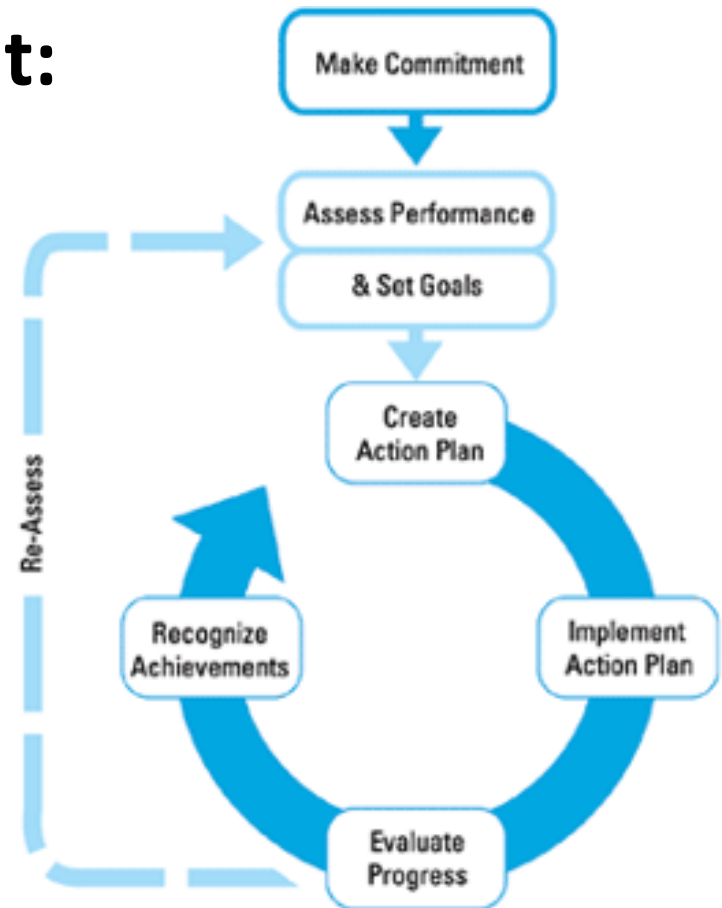 t:
Make Commitment
Assess Performance
& Set Goals
Create
Action Plan
Re-Assess
Recognize
Achievements
Implement
Action Plan
Evaluate
Progress